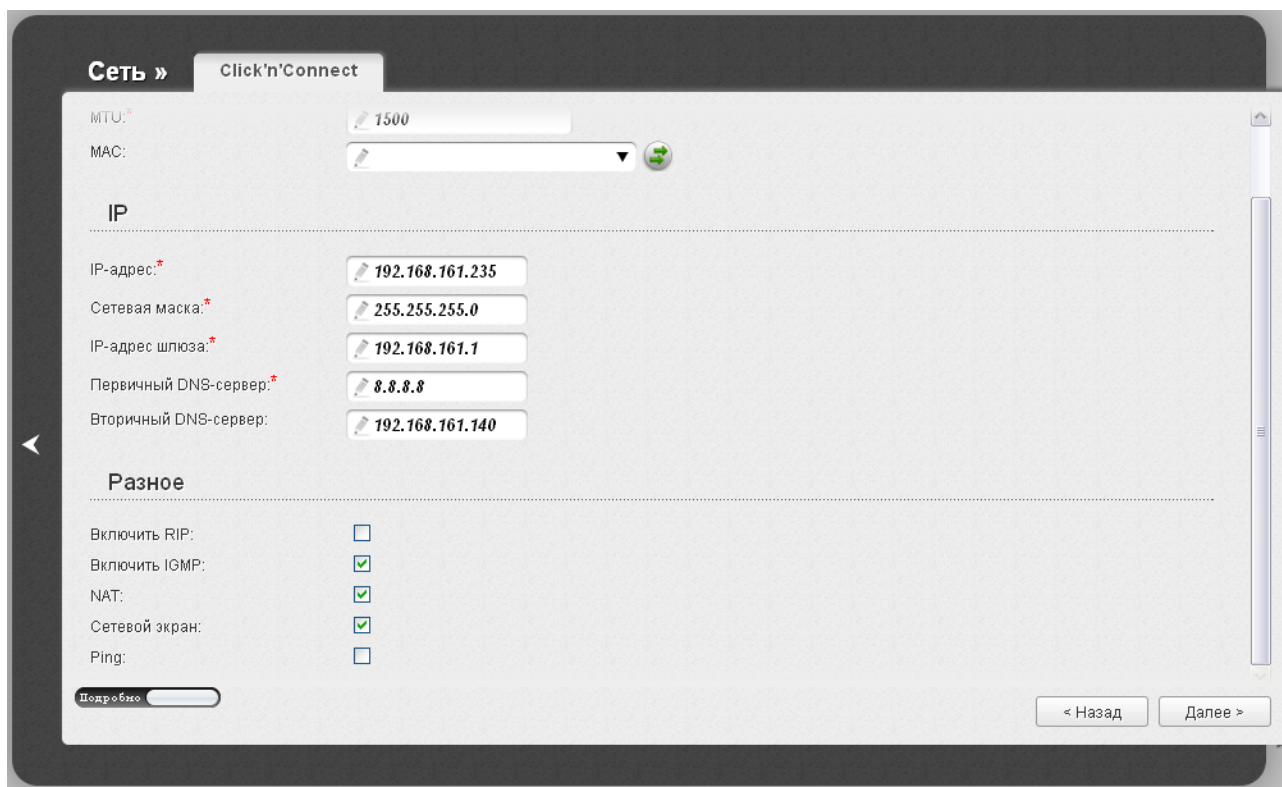 Сеть »
Click'n'Connect
MTU:* 1500
MAC:
IP
IP-адрес:* 192.168.161.235
Сетевая маска:* 255.255.255.0
IP-адрес шлюза:* 192.168.161.1
Первичный DNS-сервер:* 8.8.8.8
Вторичный DNS-сервер: 192.168.161.140
Разное
Включить RIP:
Включить IGMP:
NAT:
Сетевой экран:
Ping:
Подробно
< Назад
Далее >